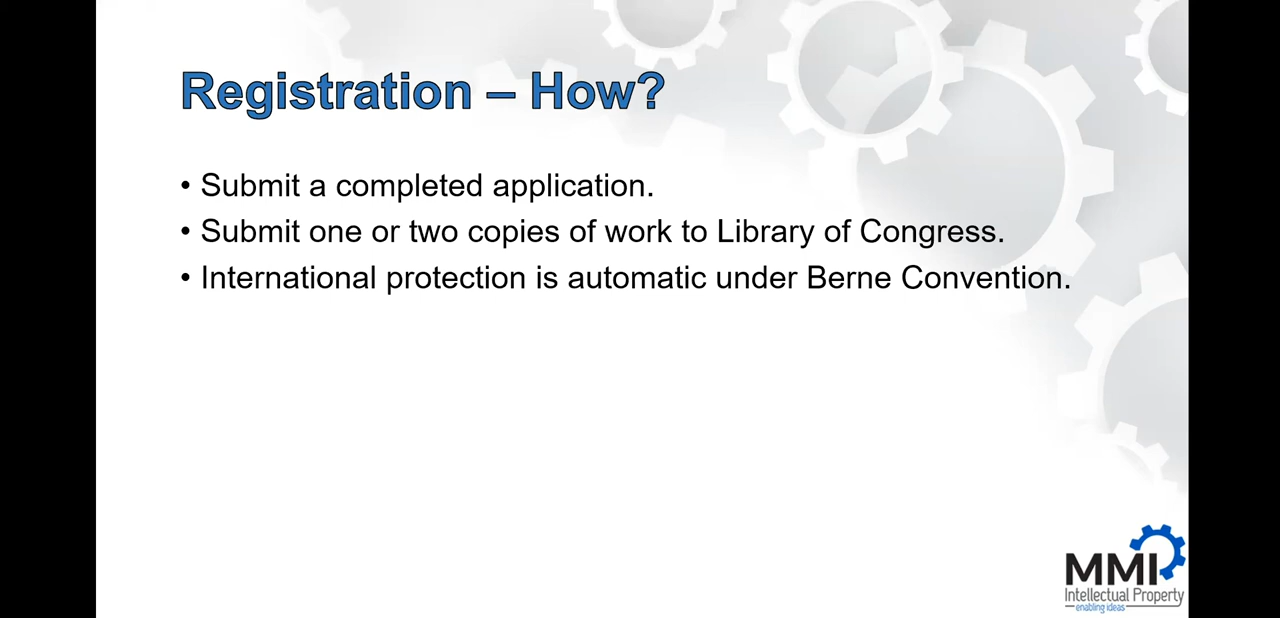 Registration – How?
• Submit a completed application.
• Submit one or two copies of work to Library of Congress.
• International protection is automatic under Berne Convention.
MMI
Intellectual Property
enabling ideas